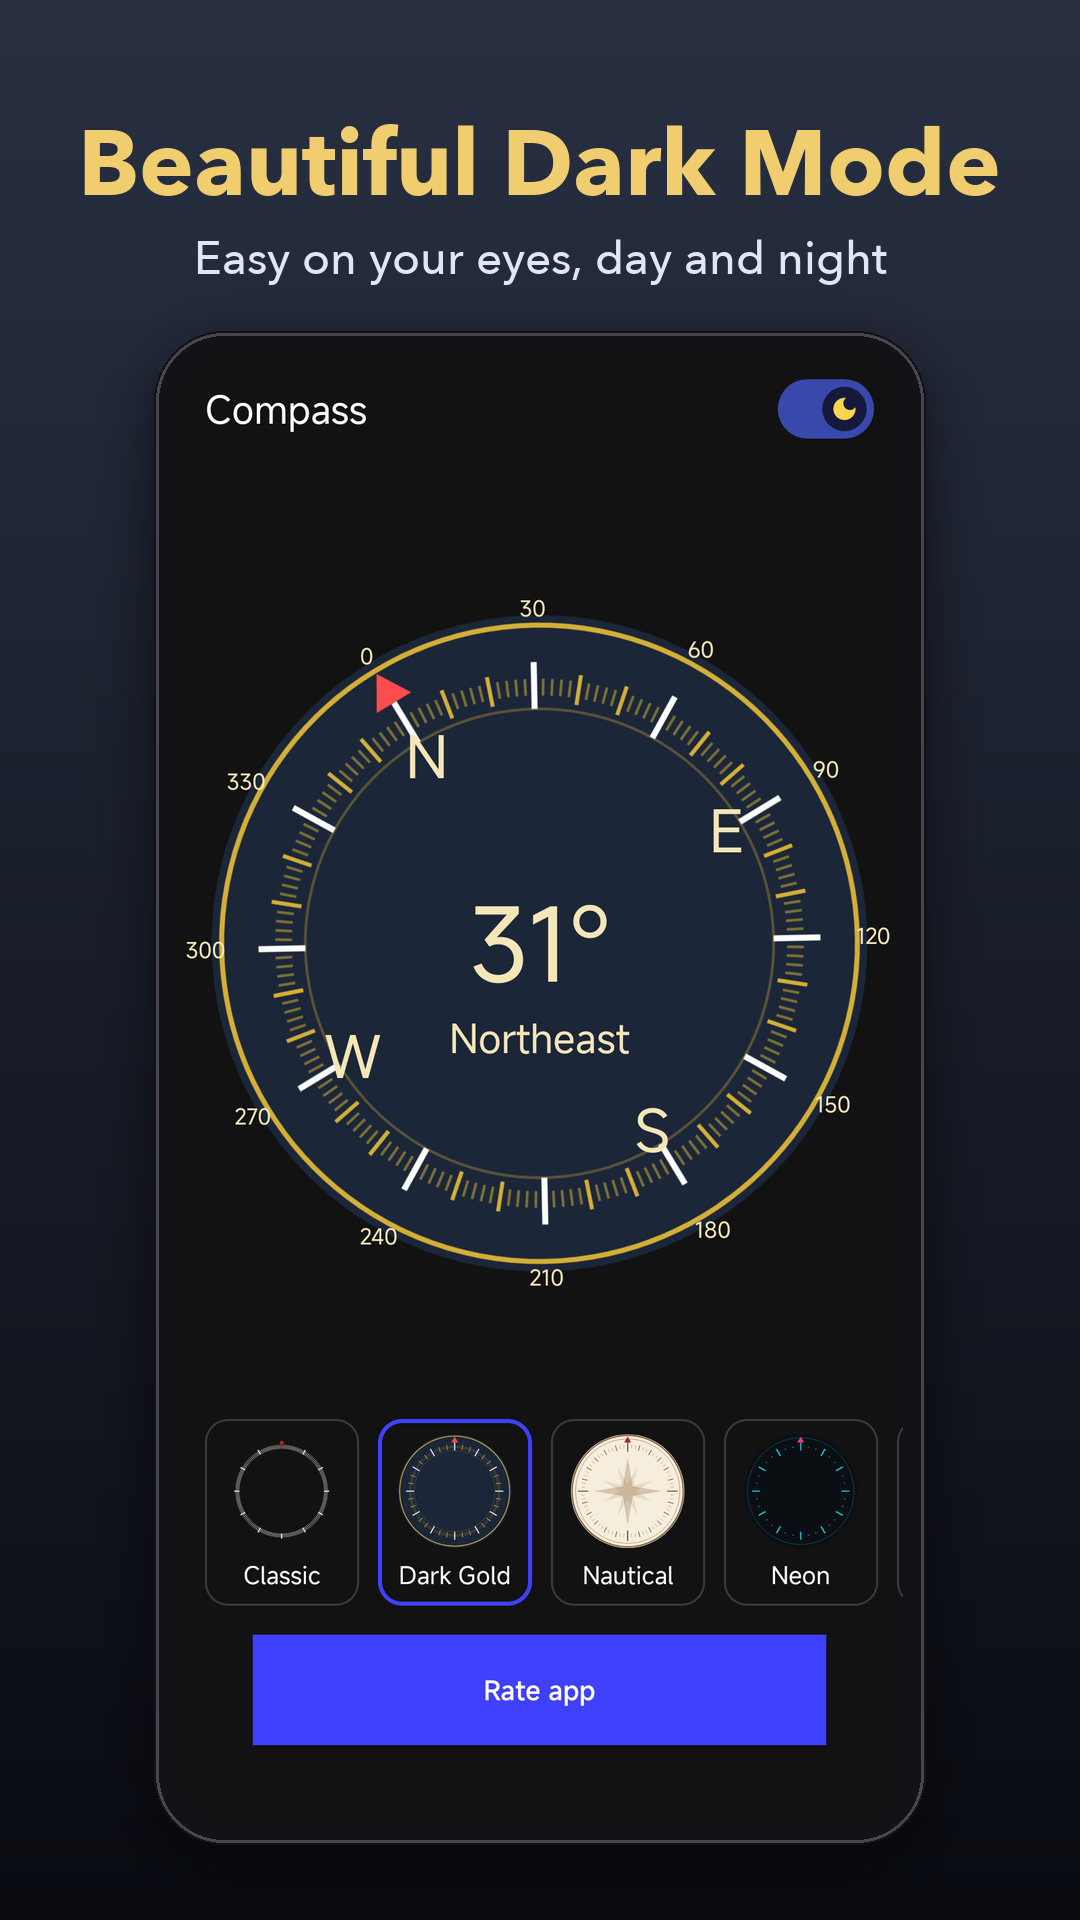 Beautiful Dark Mode
Easy on your eyes, day and night
Compass
30
0
60
N
330
90
E
31°
300
120
Northeast
W
270
150
S
240
180
210
Classic
Dark Gold
Nautical
Neon
Rate app